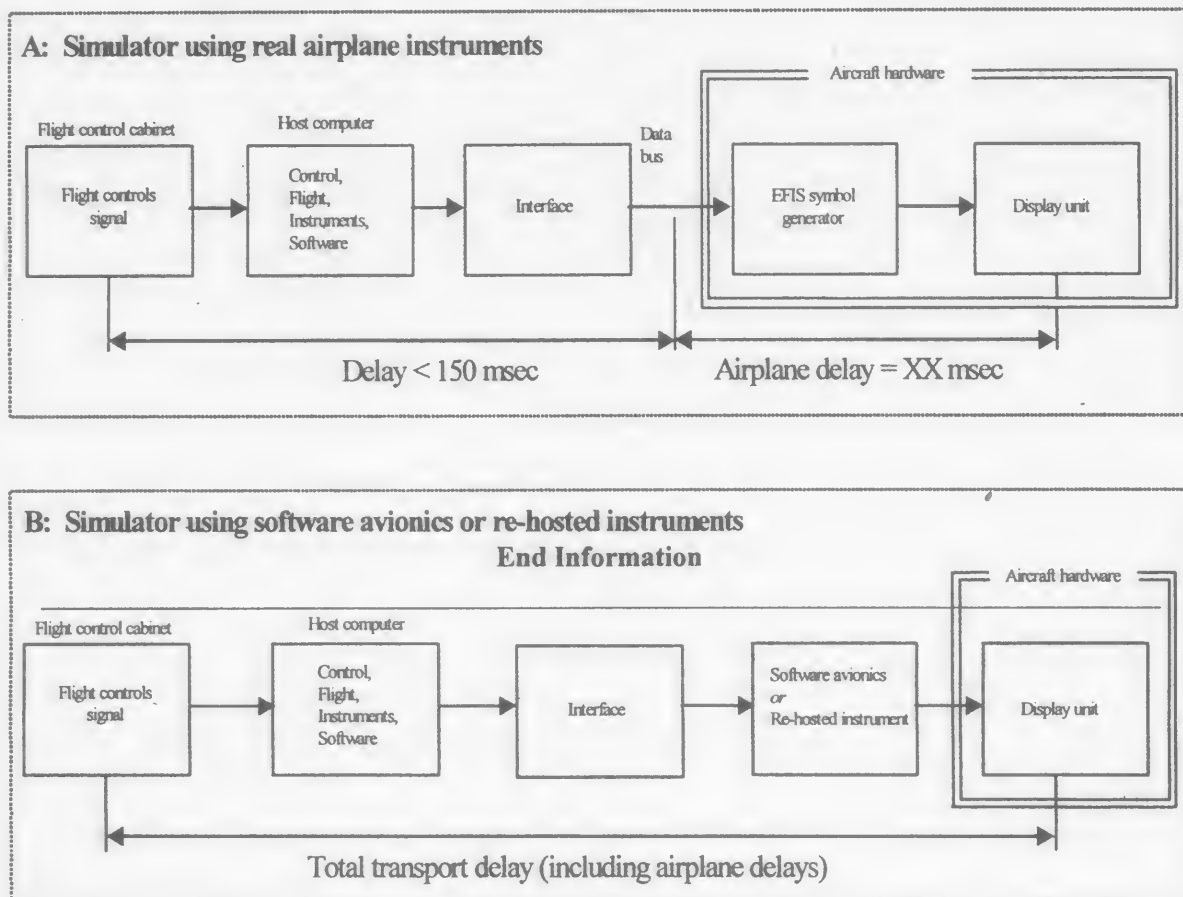 A: Simulator using real airplane instruments
Aircraft hardware
Flight control cabinet
Host computer
Data
bus
Flight controls
signal
Control,
Flight,
Instruments,
Software
Interface
EFIS symbol
generator
Display unit
Delay < 150 msec
Airplane delay = XX msec
B: Simulator using software avionics or re-hosted instruments
End Information
Aircraft hardware
Flight control cabinet
Host computer
Flight controls
signal
Control,
Flight,
Instruments,
Software
Interface
Software avionics
or
Re-hosted instrument
Display unit
Total transport delay (including airplane delays)